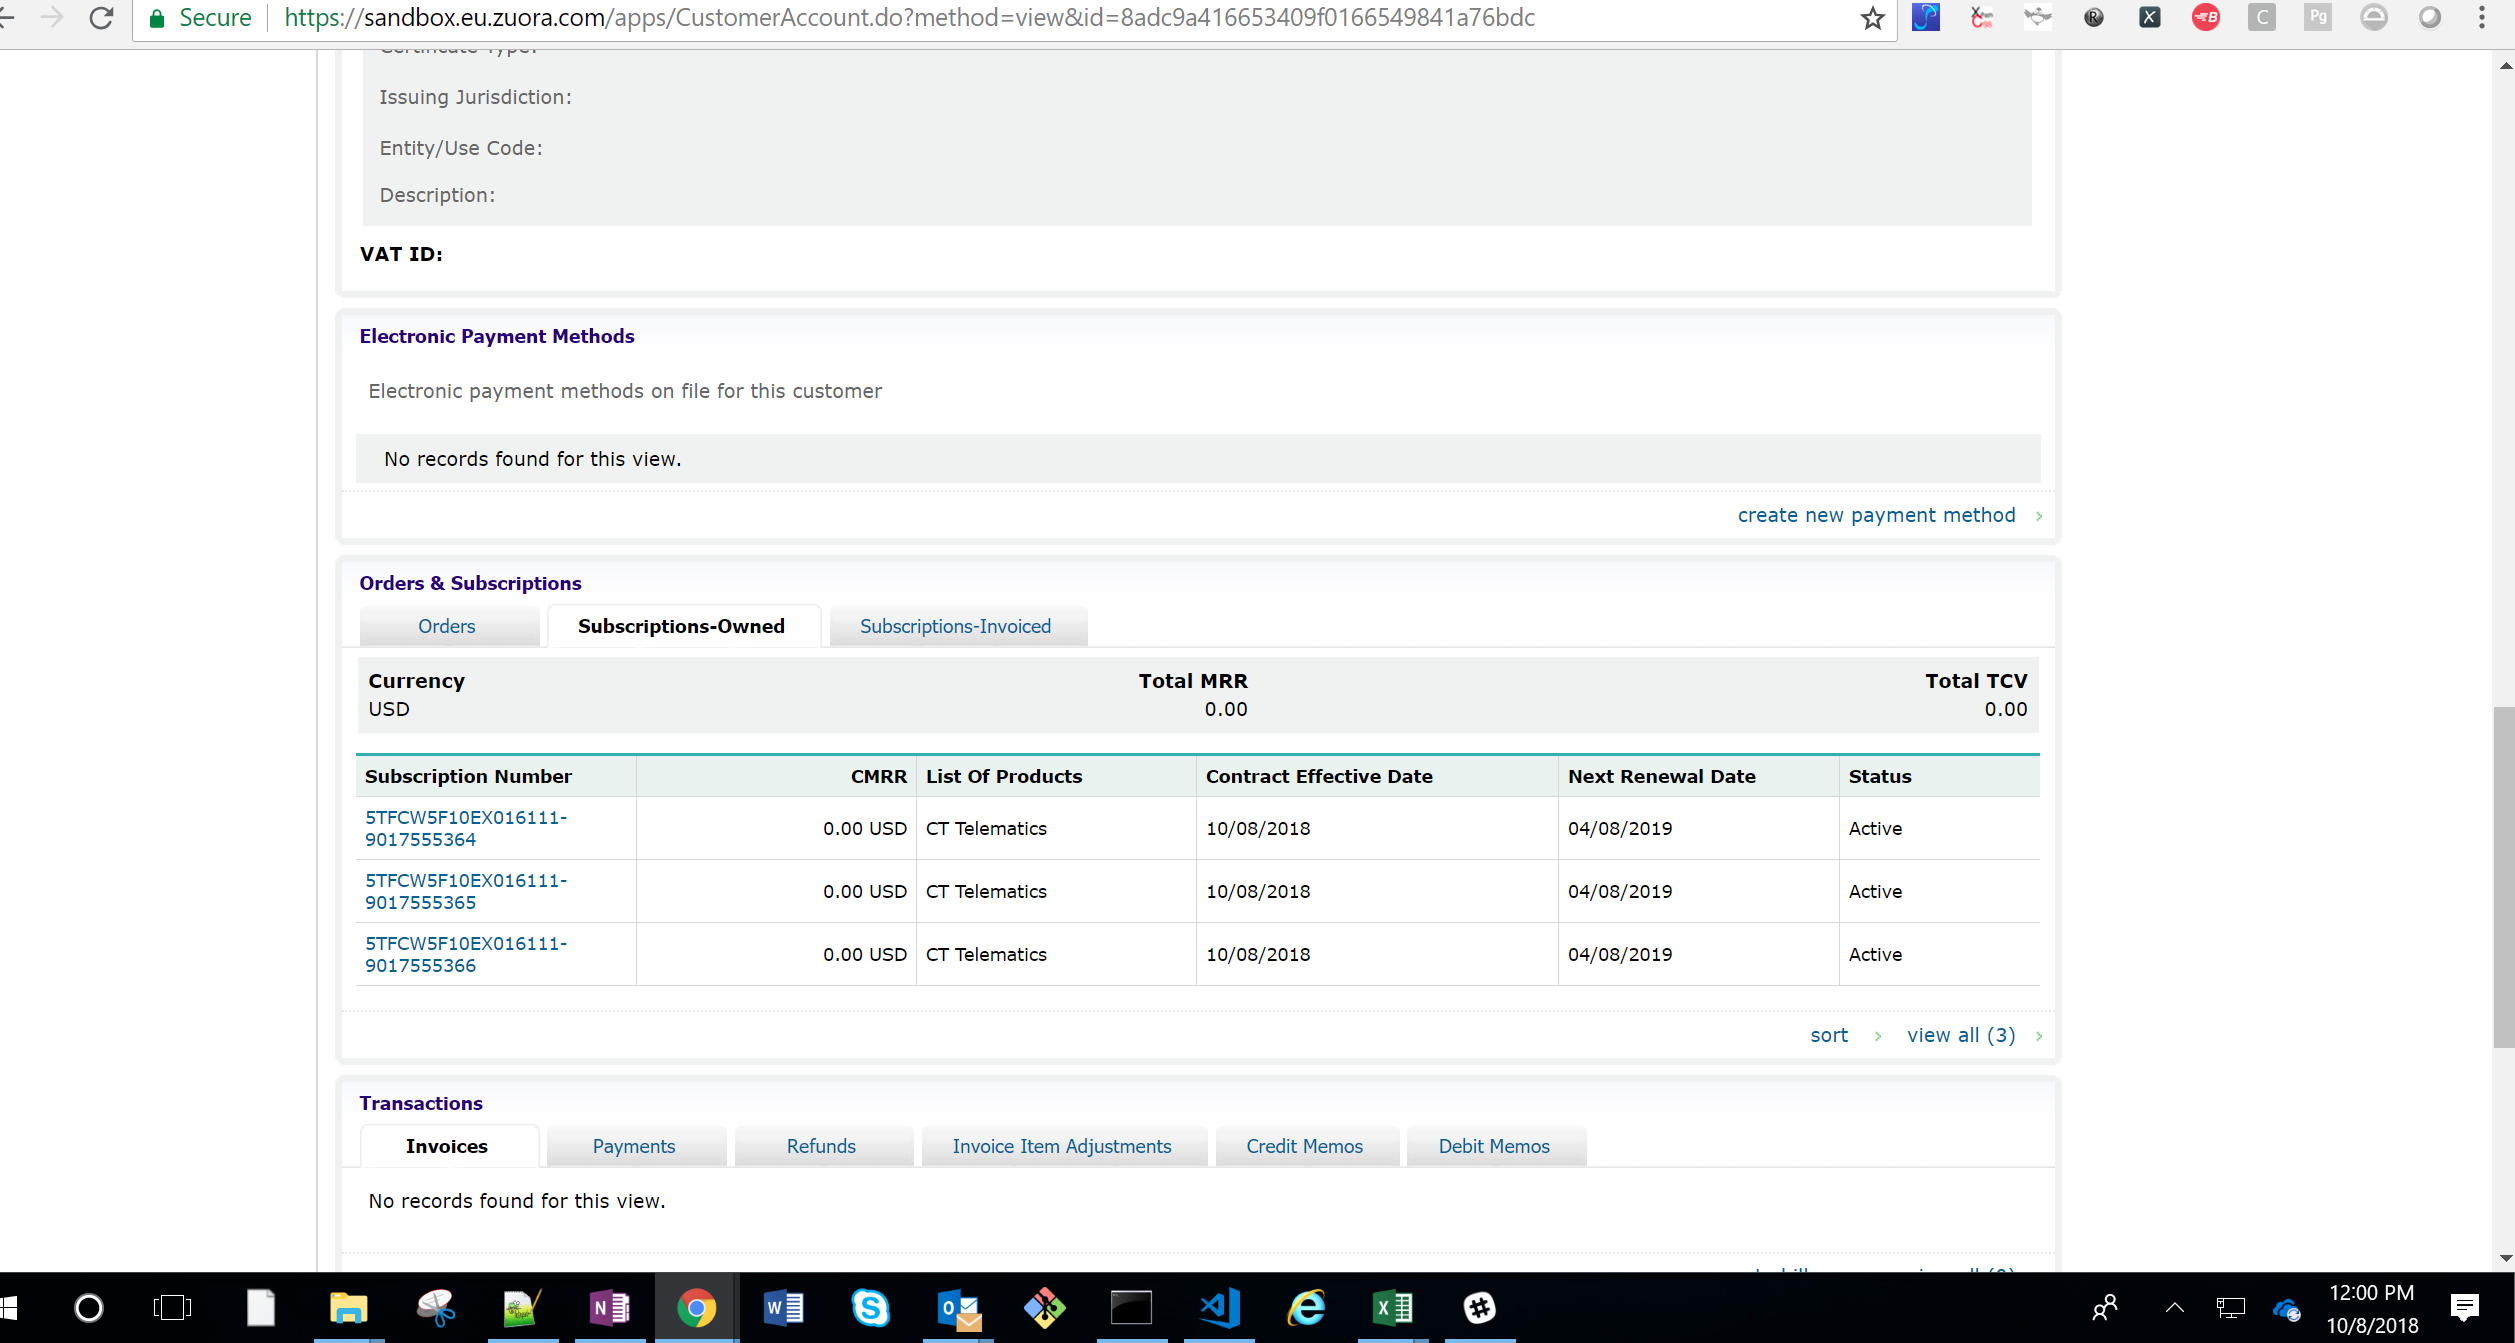 Secure https://sandbox.eu.zuora.com/apps/CustomerAccount.do?method=view&id=8adc9a416653409f0166549841a76bdc
Certificate Type:
Issuing Jurisdiction:
Entity/Use Code:
Description:
VAT ID:
Electronic Payment Methods
Electronic payment methods on file for this customer
No records found for this view.
create new payment method
Orders & Subscriptions
Orders Subscriptions-Owned Subscriptions-Invoiced
Currency Total MRR Total TCV
USD 0.00 0.00
Subscription Number CMRR List Of Products Contract Effective Date Next Renewal Date Status
5TFCW5F10EX016111-
9017555364 0.00 USD CT Telematics 10/08/2018 04/08/2019 Active
5TFCW5F10EX016111-
9017555365 0.00 USD CT Telematics 10/08/2018 04/08/2019 Active
5TFCW5F10EX016111-
9017555366 0.00 USD CT Telematics 10/08/2018 04/08/2019 Active
sort view all (3)
Transactions
Invoices Payments Refunds Invoice Item Adjustments Credit Memos Debit Memos
No records found for this view.
12:00 PM
10/8/2018